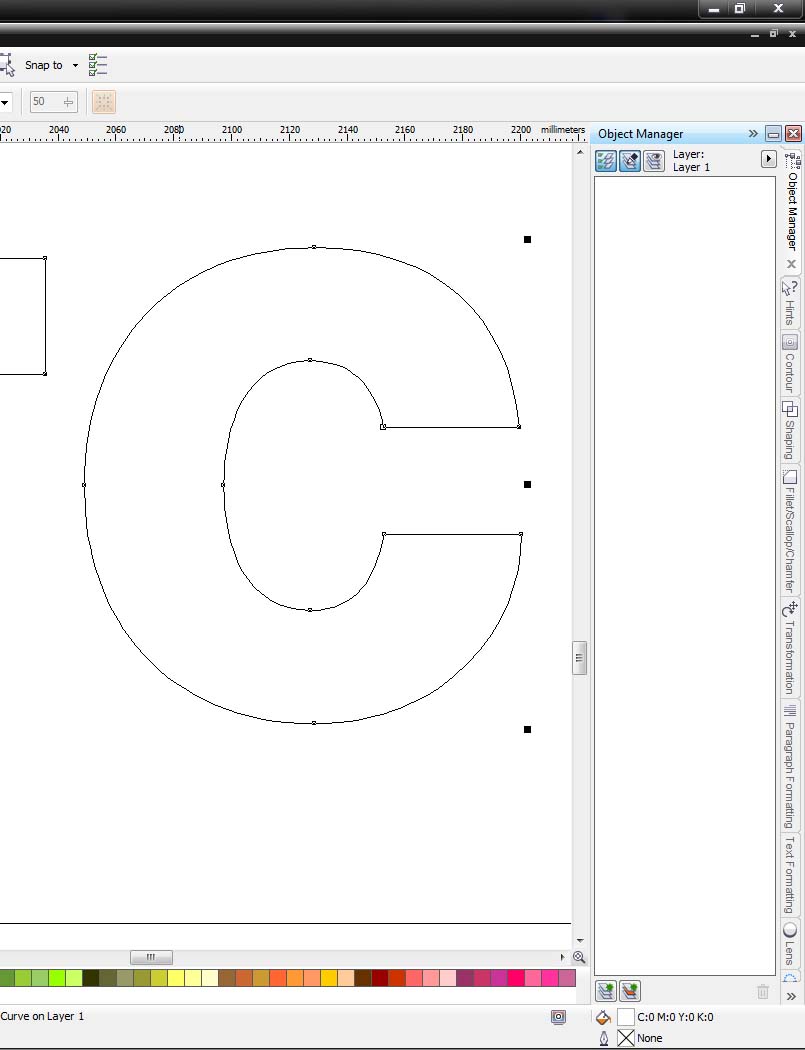 Snap to
50
20 2040 2060 2080 2100 2120 2140 2160 2180 2200 millimeters
Object Manager
Layer:
Layer 1
Object Manager
Hints
Contour
Shaping
Fillet/Scallop/Chamfer
Transformation
Paragraph Formatting
Text Formatting
Lens
Curve on Layer 1
C:0 M:0 Y:0 K:0
None